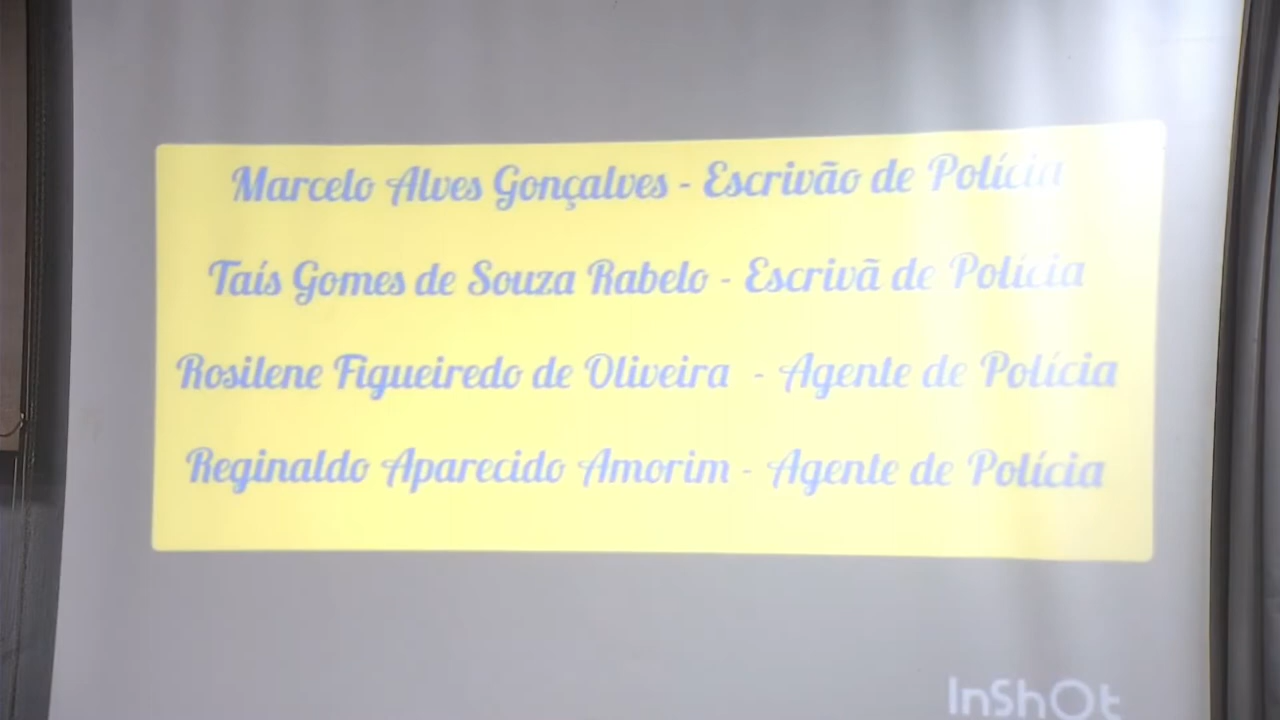 Marcelo Alves Gonçalves - Escrivão de Polícia
Taís Gomes de Souza Rabelo - Escrivã de Polícia
Rosilene Figueiredo de Oliveira - Agente de Polícia
Reginaldo Aparecido Amorim - Agente de Polícia
InShOt